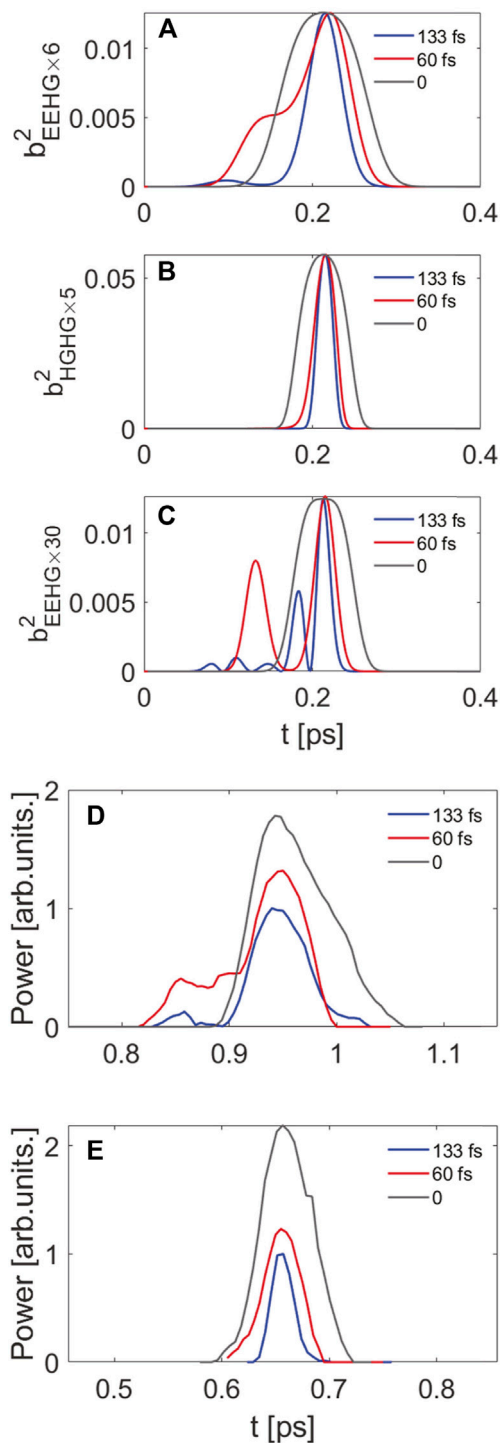 A
b²EEHG×6
0.01
0.005
0
133 fs
60 fs
0
0 0.2 0.4
B
b²HGHG×5
0.05
0
133 fs
60 fs
0
0 0.2 0.4
C
b²EEHG×30
0.01
0.005
0
133 fs
60 fs
0
0 0.2 0.4
t [ps]
D
Power [arb.units.]
2
1
0
133 fs
60 fs
0
0.8 0.9 1 1.1
E
Power [arb.units.]
2
1
0
133 fs
60 fs
0
0.5 0.6 0.7 0.8
t [ps]